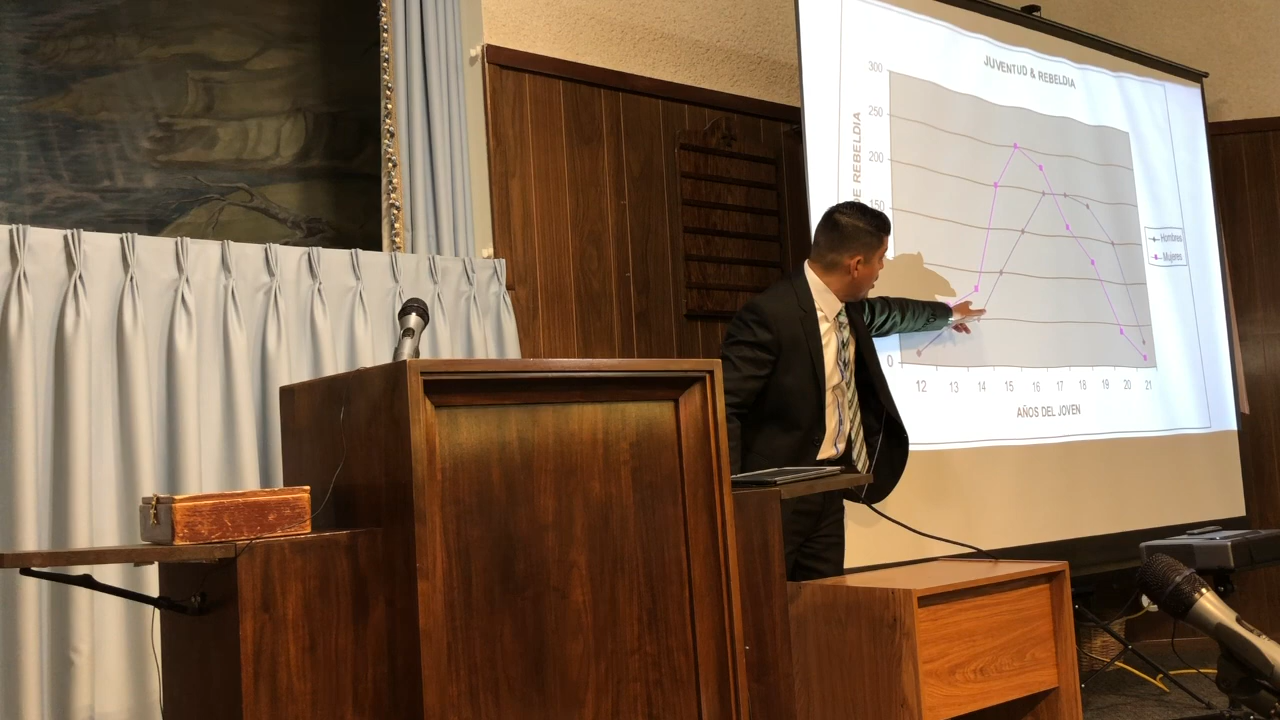 JUVENTUD & REBELDIA
300
250
200
150
0
DE REBELDIA
12 13 14 15 16 17 18 19 20 21
AÑOS DEL JOVEN
Hombres
Mujeres